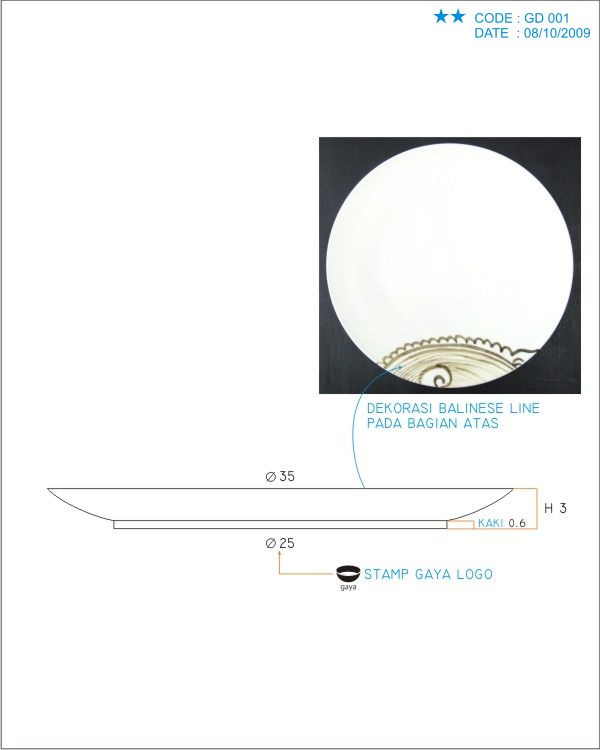 ★★ CODE : GD 001
DATE : 08/10/2009
DEKORASI BALINESE LINE
PADA BAGIAN ATAS
Ø 35
H 3
KAKI 0.6
Ø 25
gaya
STAMP GAYA LOGO